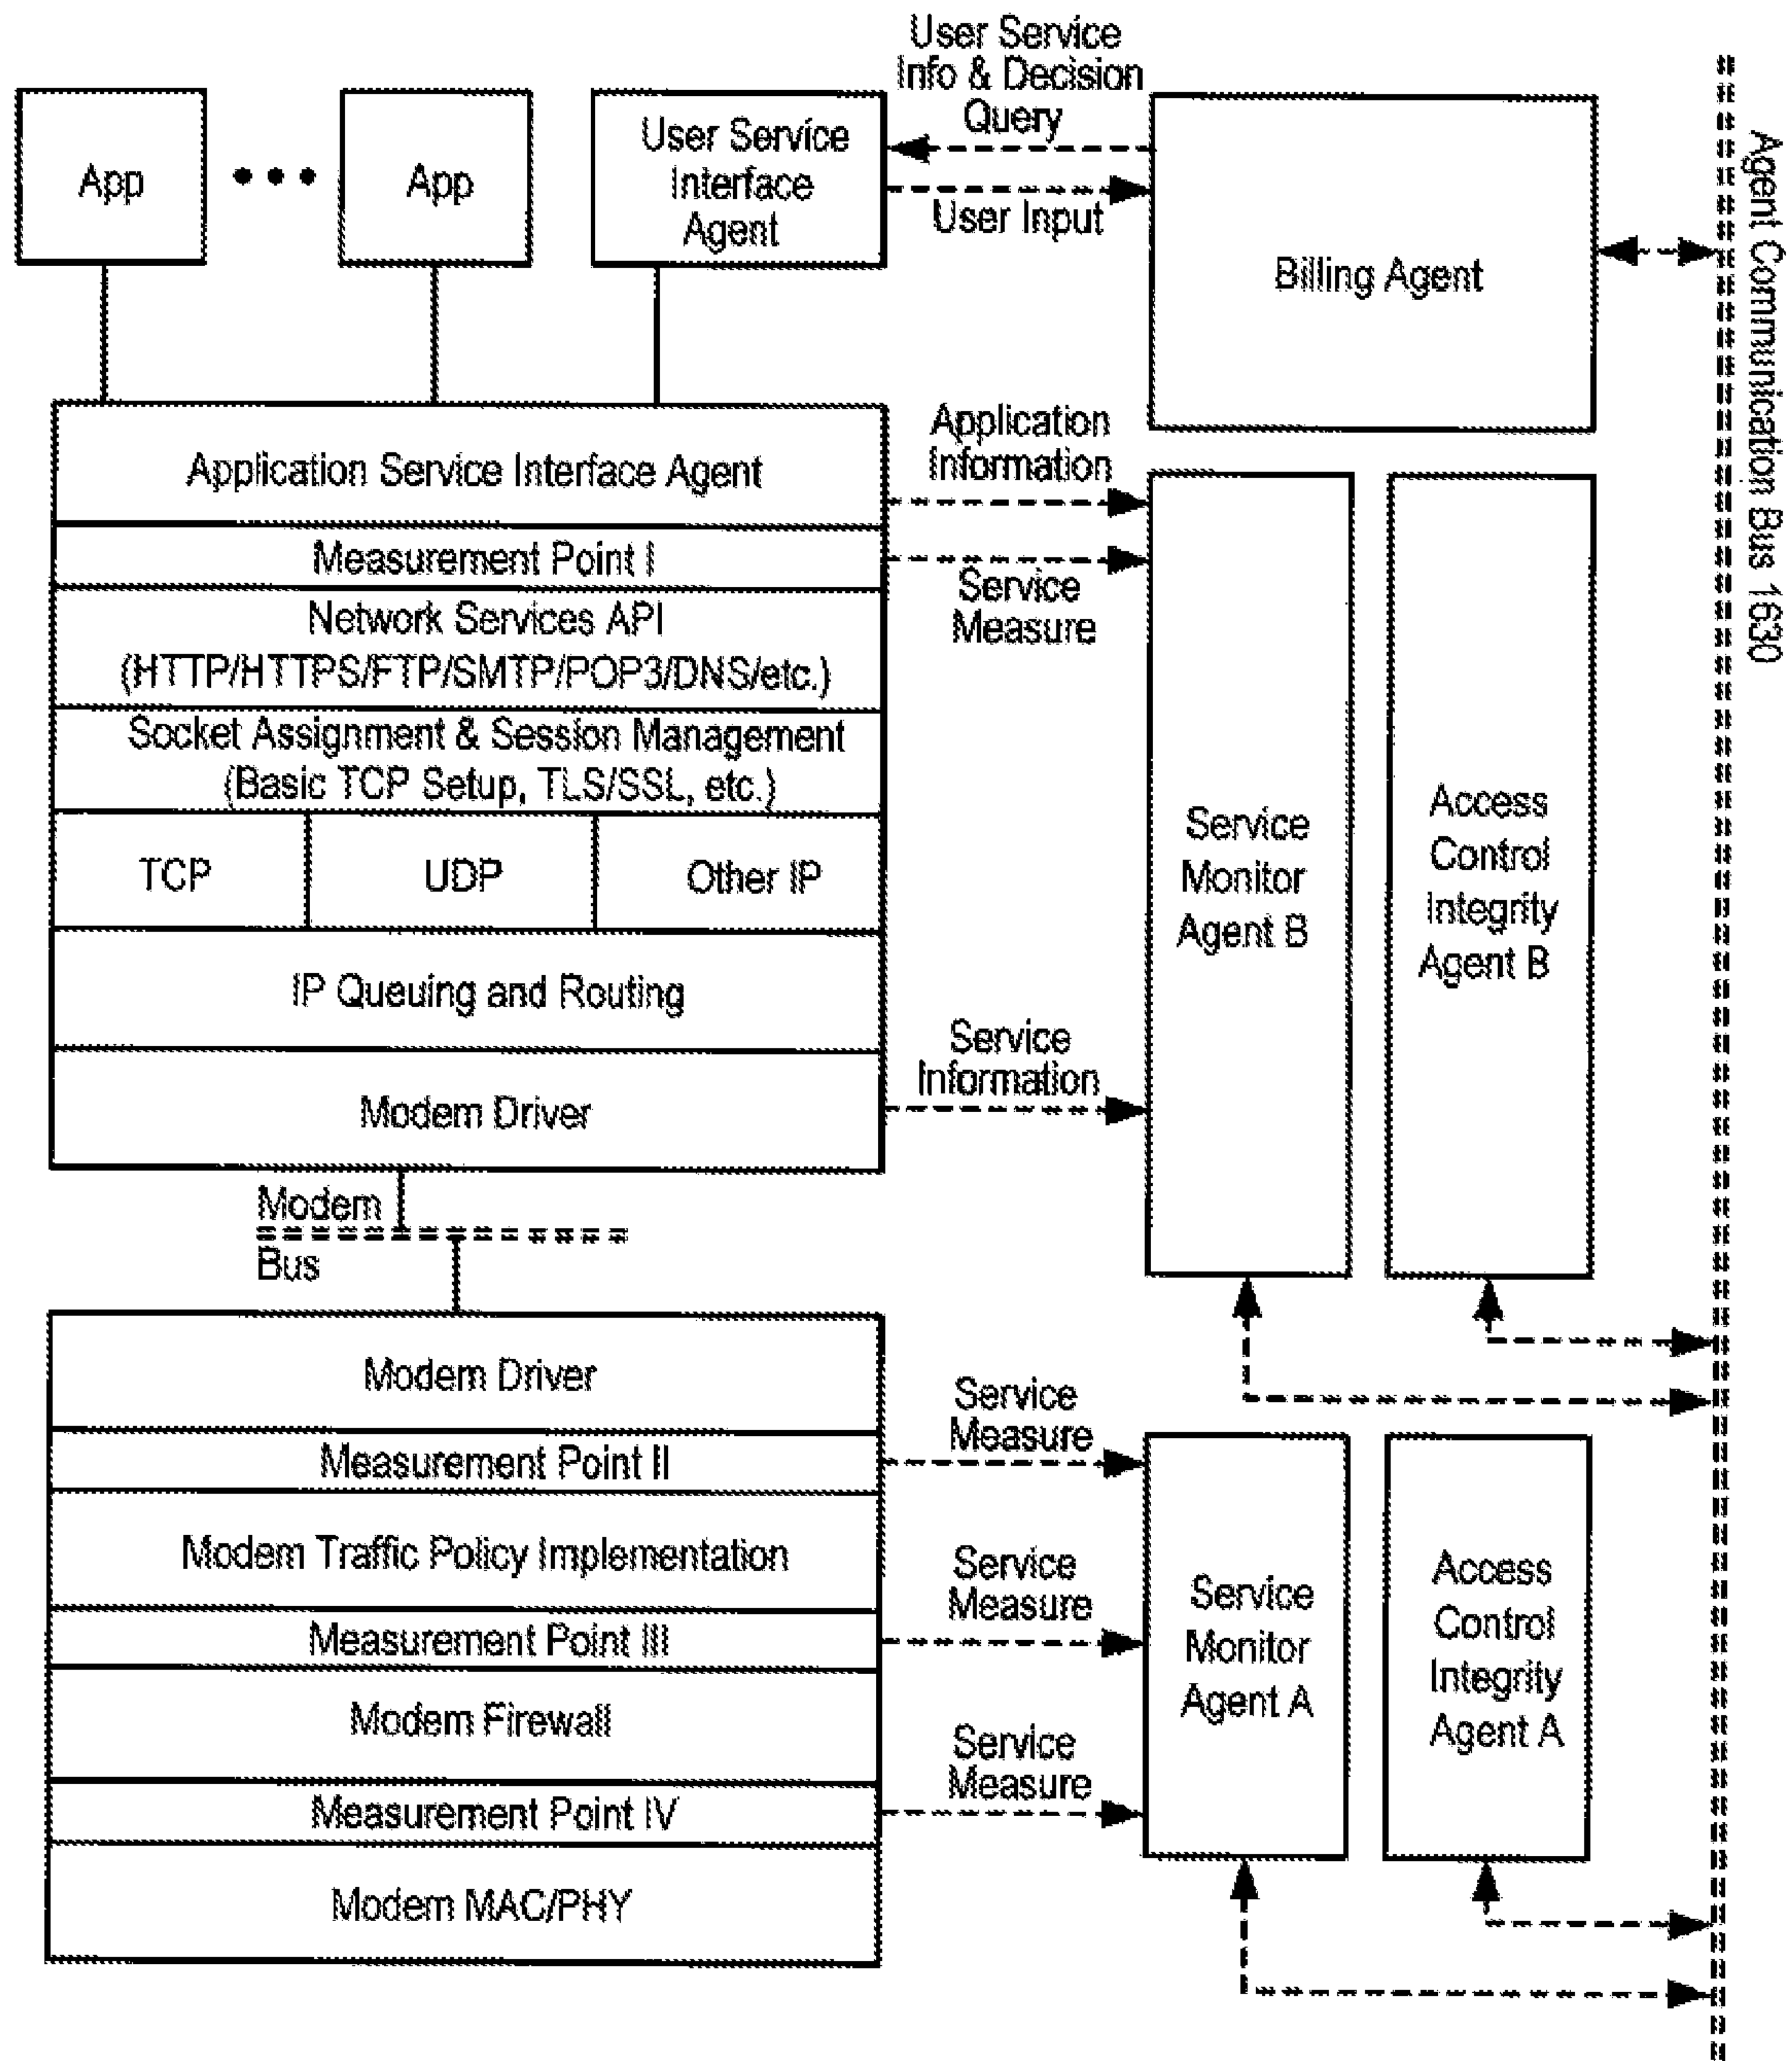 User Service
Info & Decision
Query
App
App
User Service
Interface
Agent
User Input
Billing Agent
Agent Communication Bus 1630
Application Service Interface Agent
Application
Information
Measurement Point I
Service
Measure
Network Services API
(HTTP/HTTPS/FTP/SMTP/POP3/DNS/etc.)
Socket Assignment & Session Management
(Basic TCP Setup, TLS/SSL, etc.)
TCP
UDP
Other IP
IP Queuing and Routing
Modem Driver
Service
Information
Service
Monitor
Agent B
Access
Control
Integrity
Agent B
Modem
Bus
Modem Driver
Measurement Point II
Service
Measure
Modem Traffic Policy Implementation
Measurement Point III
Service
Measure
Modem Firewall
Measurement Point IV
Service
Measure
Modem MAC/PHY
Service
Monitor
Agent A
Access
Control
Integrity
Agent A